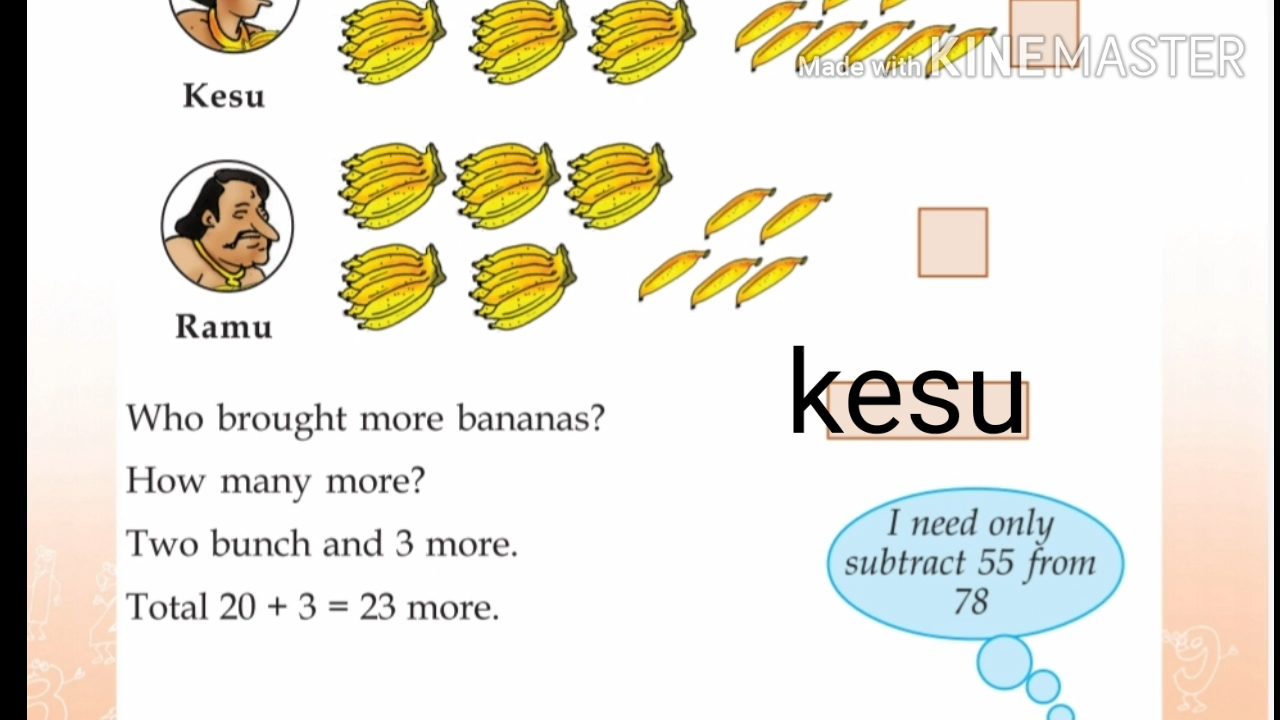 Made with KINEMASTER
Kesu
Ramu
kesu
Who brought more bananas?
How many more?
Two bunch and 3 more.
Total 20 + 3 = 23 more.
I need only
subtract 55 from
78